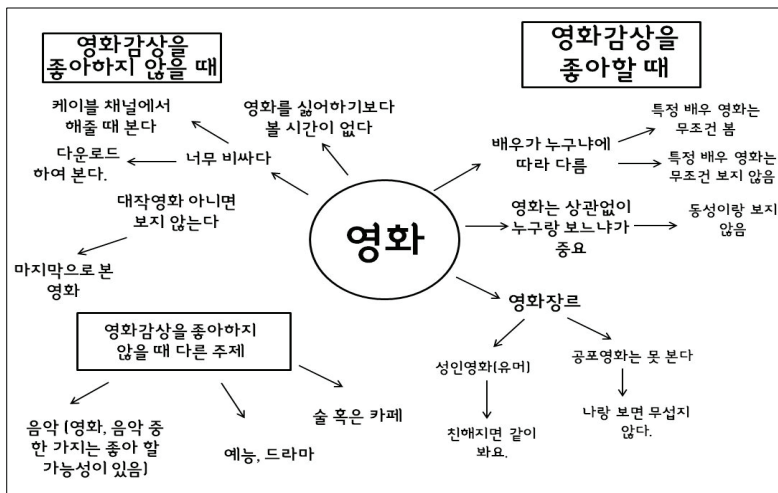 영화감상을
좋아하지 않을 때
영화감상을
좋아할 때
케이블 채널에서
해줄 때 본다
영화를 싫어하기보다
볼 시간이 없다
다운로드
하여 본다.
너무 비싸다
대작영화 아니면
보지 않는다
마지막으로 본
영화
영화
배우가 누구냐에
따라 다름
특정 배우 영화는
무조건 봄
특정 배우 영화는
무조건 보지 않음
영화는 상관없이
누구랑 보느냐가
중요
동성이랑 보지
않음
영화장르
성인영화(유머)
친해지면 같이
봐요.
공포영화는 못 본다
나랑 보면 무섭지
않다.
영화감상을 좋아하지
않을 때 다른 주제
음악 (영화, 음악 중
한 가지는 좋아 할
가능성이 있음)
예능, 드라마
술 혹은 카페